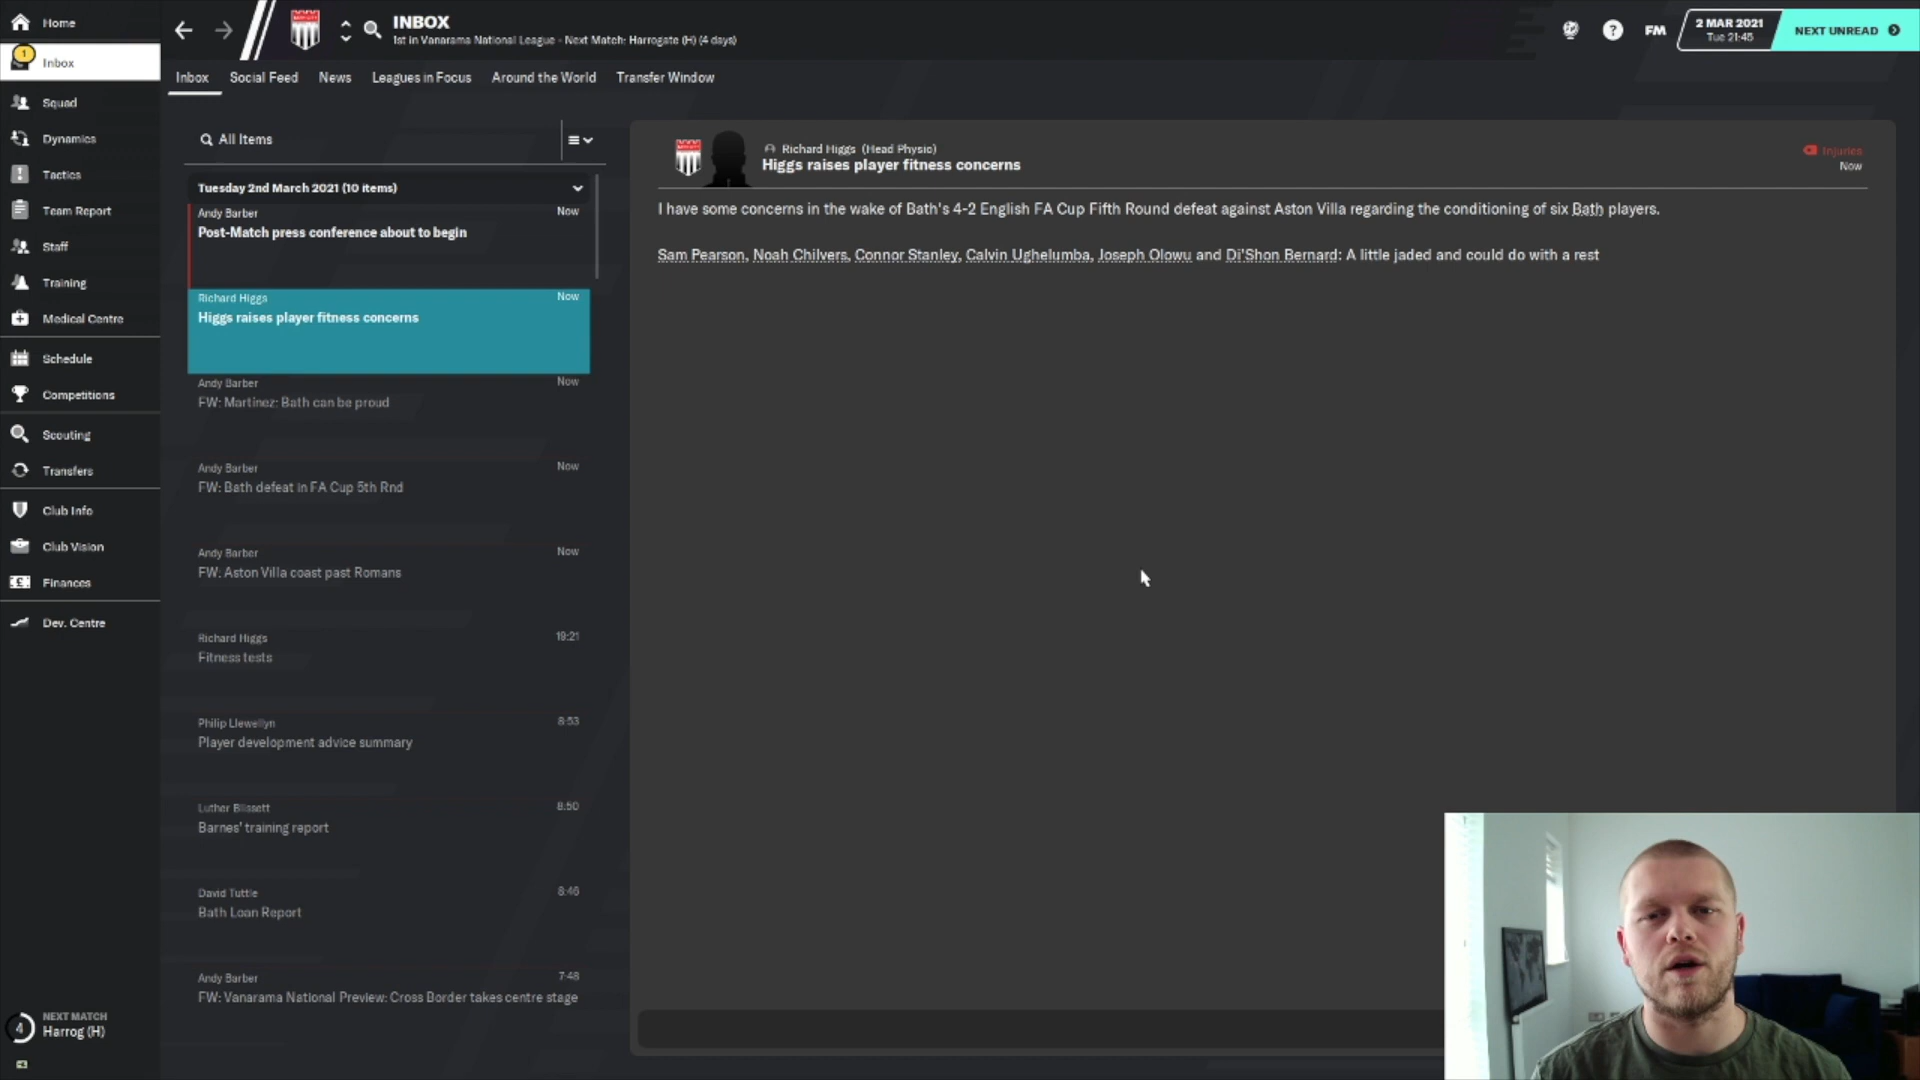 Home
1
Inbox
Squad
Dynamics
Tactics
Team Report
Staff
Training
Medical Centre
Schedule
Competitions
Scouting
Transfers
Club Info
Club Vision
Finances
Dev. Centre
4
NEXT MATCH
Harrog (H)
INBOX
1st in Vanarama National League - Next Match: Harrogate (H) (4 days)
?
FM
2 MAR 2021
Tue 21:45
NEXT UNREAD
Inbox
Social Feed
News
Leagues in Focus
Around the World
Transfer Window
All Items
Tuesday 2nd March 2021 (10 items)
Andy Barber
Now
Post-Match press conference about to begin
Richard Higgs
Now
Higgs raises player fitness concerns
Andy Barber
Now
FW: Martinez: Bath can be proud
Andy Barber
Now
FW: Bath defeat in FA Cup 5th Rnd
Andy Barber
Now
FW: Aston Villa coast past Romans
Richard Higgs
19:21
Fitness tests
Philip Llewellyn
8:53
Player development advice summary
Luther Blissett
8:50
Barnes' training report
David Tuttle
8:46
Bath Loan Report
Andy Barber
7:48
FW: Vanarama National Preview: Cross Border takes centre stage
Richard Higgs (Head Physio)
Higgs raises player fitness concerns
Injuries
Now
I have some concerns in the wake of Bath's 4-2 English FA Cup Fifth Round defeat against Aston Villa regarding the conditioning of six Bath players.
Sam Pearson, Noah Chilvers, Connor Stanley, Calvin Ughelumba, Joseph Olowu and Di'Shon Bernard: A little jaded and could do with a rest